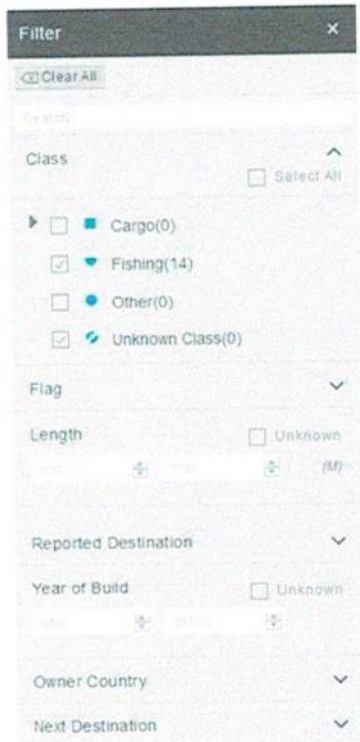 Filter ×
Clear All
Search
Class
Select All
Cargo(0)
Fishing(14)
Other(0)
Unknown Class(0)
Flag
Length Unknown
(M)
Reported Destination
Year of Build Unknown
Owner Country
Next Destination